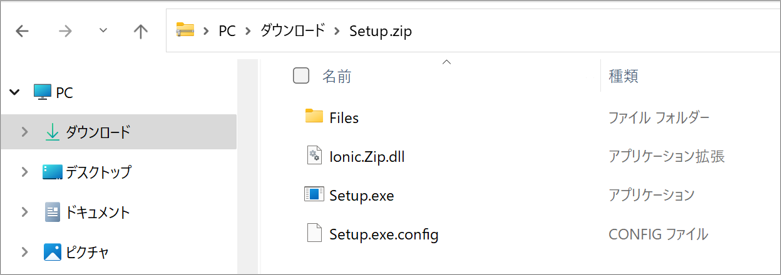 PC ダウンロード Setup.zip
PC
ダウンロード
デスクトップ
ドキュメント
ピクチャ
名前 種類
Files ファイル フォルダー
Ionic.Zip.dll アプリケーション拡張
Setup.exe アプリケーション
Setup.exe.config CONFIG ファイル